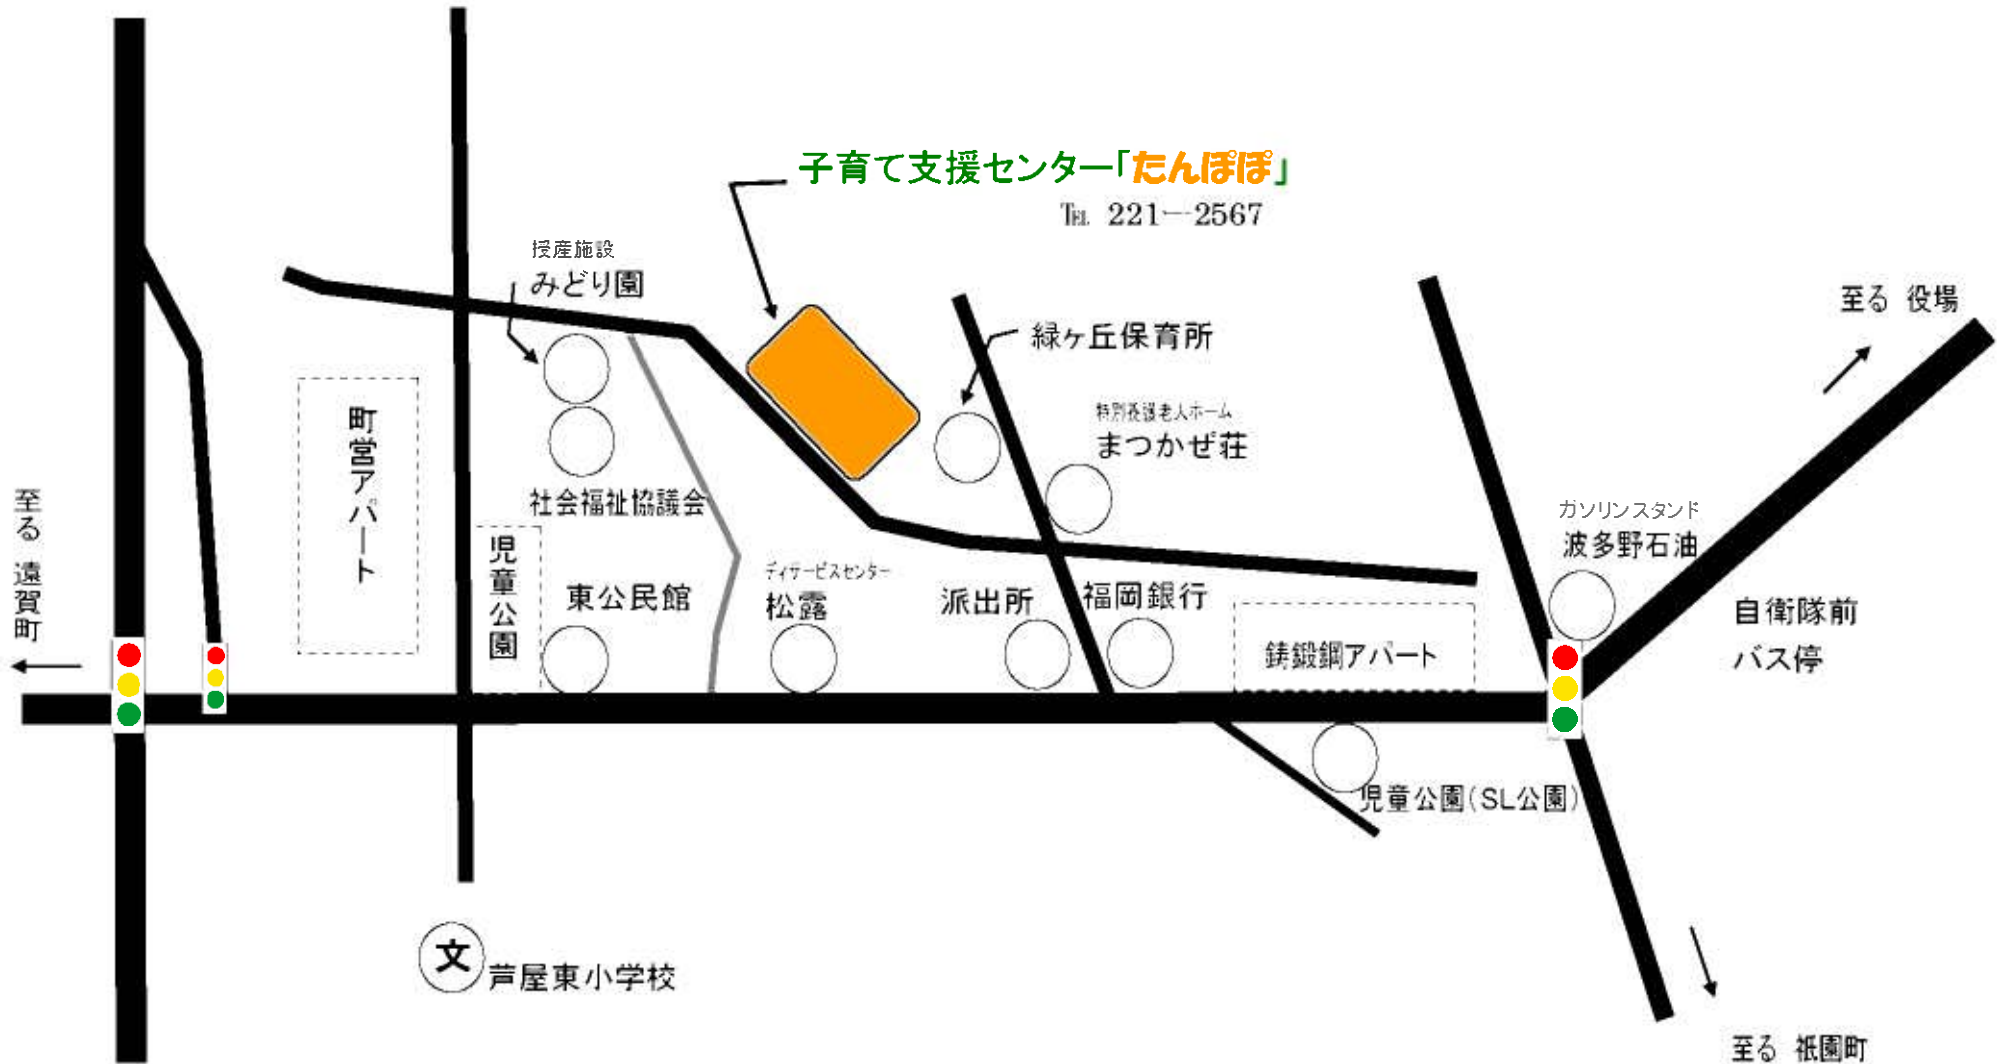 子育て支援センター「たんぽぽ」
℡ 221-2567
授産施設
みどり園
至る 役場
緑ヶ丘保育所
特別養護老人ホーム
まつかぜ荘
町営アパート
社会福祉協議会
ガソリンスタンド
波多野石油
至る 遠賀町
児童公園
東公民館
デイサービスセンター
松露
派出所
福岡銀行
鋳鍛鋼アパート
自衛隊前
バス停
児童公園(SL公園)
文
芦屋東小学校
至る 祇園町